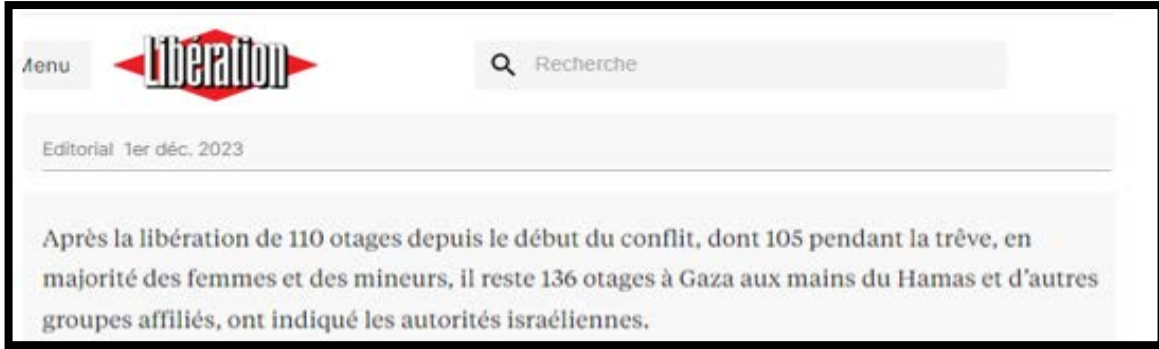 Menu
Libération
Recherche
Editorial 1er déc. 2023
Après la libération de 110 otages depuis le début du conflit, dont 105 pendant la trêve, en
majorité des femmes et des mineurs, il reste 136 otages à Gaza aux mains du Hamas et d’autres
groupes affiliés, ont indiqué les autorités israéliennes.